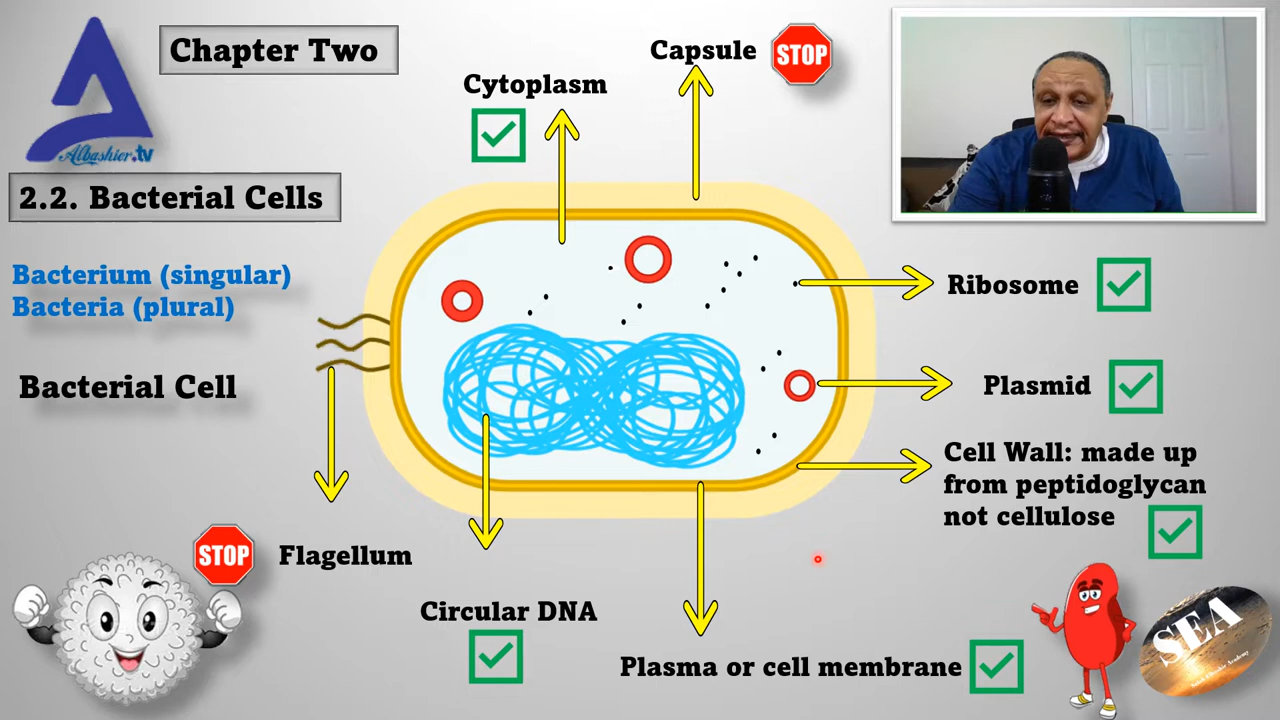 Chapter Two
Albashier.tv
2.2. Bacterial Cells
Bacterium (singular)
Bacteria (plural)
Bacterial Cell
Cytoplasm
Capsule
STOP
Ribosome
Plasmid
Cell Wall: made up
from peptidoglycan
not cellulose
STOP
Flagellum
Circular DNA
Plasma or cell membrane
SEA